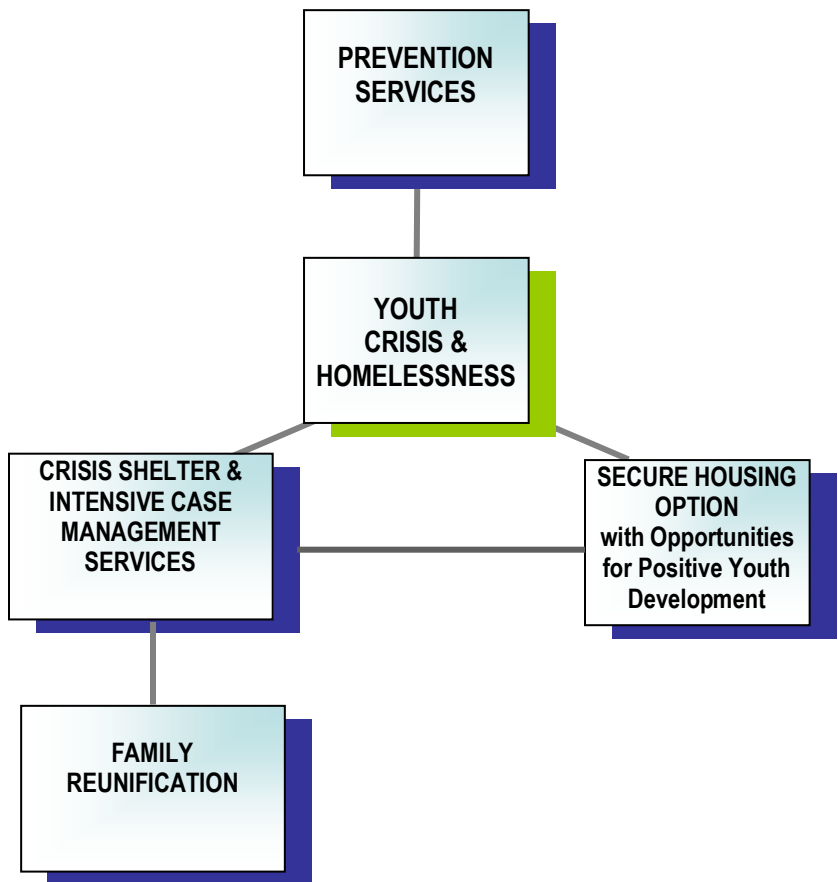 PREVENTION
SERVICES
YOUTH
CRISIS &
HOMELESSNESS
CRISIS SHELTER &
INTENSIVE CASE
MANAGEMENT
SERVICES
SECURE HOUSING
OPTION
with Opportunities
for Positive Youth
Development
FAMILY
REUNIFICATION